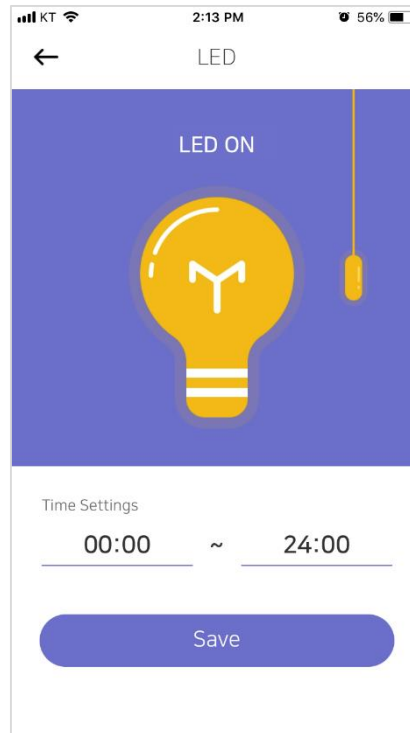 KT 2:13 PM 56%
LED
LED ON
Time Settings
00:00 ~ 24:00
Save